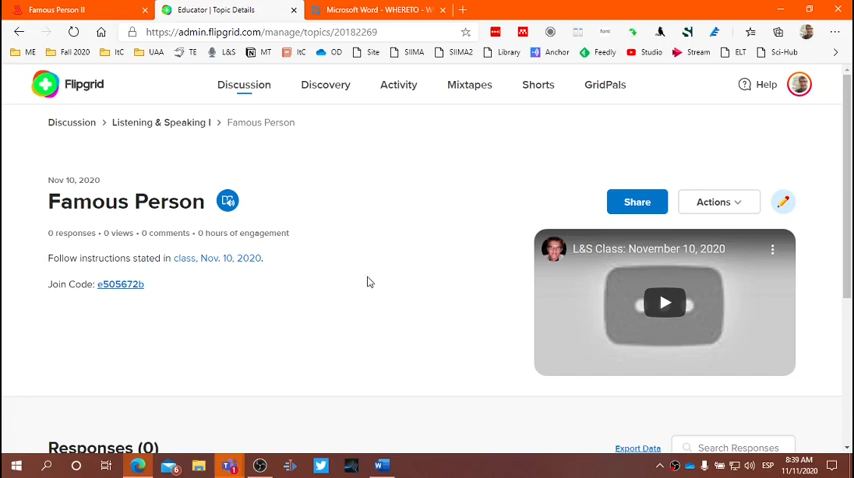 Famous Person II
Educator | Topic Details
Microsoft Word - WHERETO - W
https://admin.flipgrid.com/manage/topics/20182269
ME
Fall 2020
ItC
UAA
L&S
MT
ItC
OD
Site
SIIMA
SIIMA2
Library
Anchor
Feedly
Studio
Stream
ELT
Sci-Hub
Flipgrid
Discussion
Discovery
Activity
Mixtapes
Shorts
GridPals
Help
Discussion > Listening & Speaking I > Famous Person
Nov 10, 2020
Famous Person
Share
Actions
0 responses • 0 views • 0 comments • 0 hours of engagement
L&S Class: November 10, 2020
Follow instructions stated in class, Nov. 10, 2020.
Join Code: e505672b
Responses (0)
Export Data
Search Responses
6
1
ESP
8:39 AM
11/11/2020